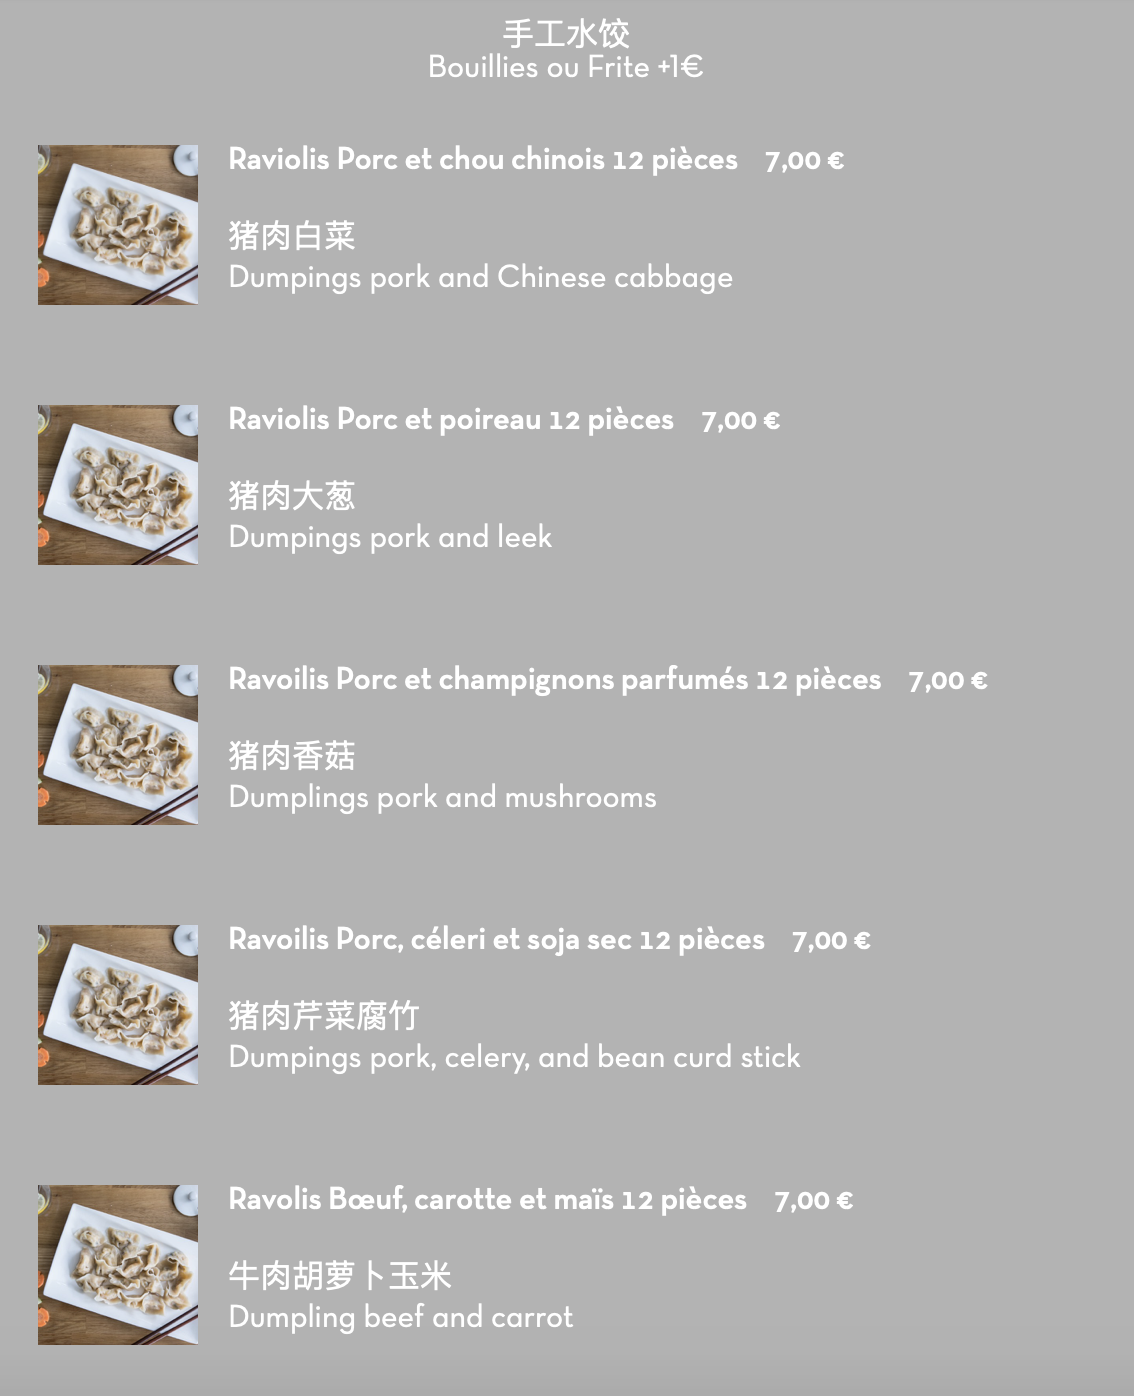 手工水饺
Bouillies ou Frite +1€
Raviolis Porc et chou chinois 12 pièces 7,00 €
猪肉白菜
Dumpings pork and Chinese cabbage
Raviolis Porc et poireau 12 pièces 7,00 €
猪肉大葱
Dumpings pork and leek
Ravoilis Porc et champignons parfumés 12 pièces 7,00 €
猪肉香菇
Dumplings pork and mushrooms
Ravoilis Porc, céleri et soja sec 12 pièces 7,00 €
猪肉芹菜腐竹
Dumpings pork, celery, and bean curd stick
Ravolis Bœuf, carotte et maïs 12 pièces 7,00 €
牛肉胡萝卜玉米
Dumpling beef and carrot